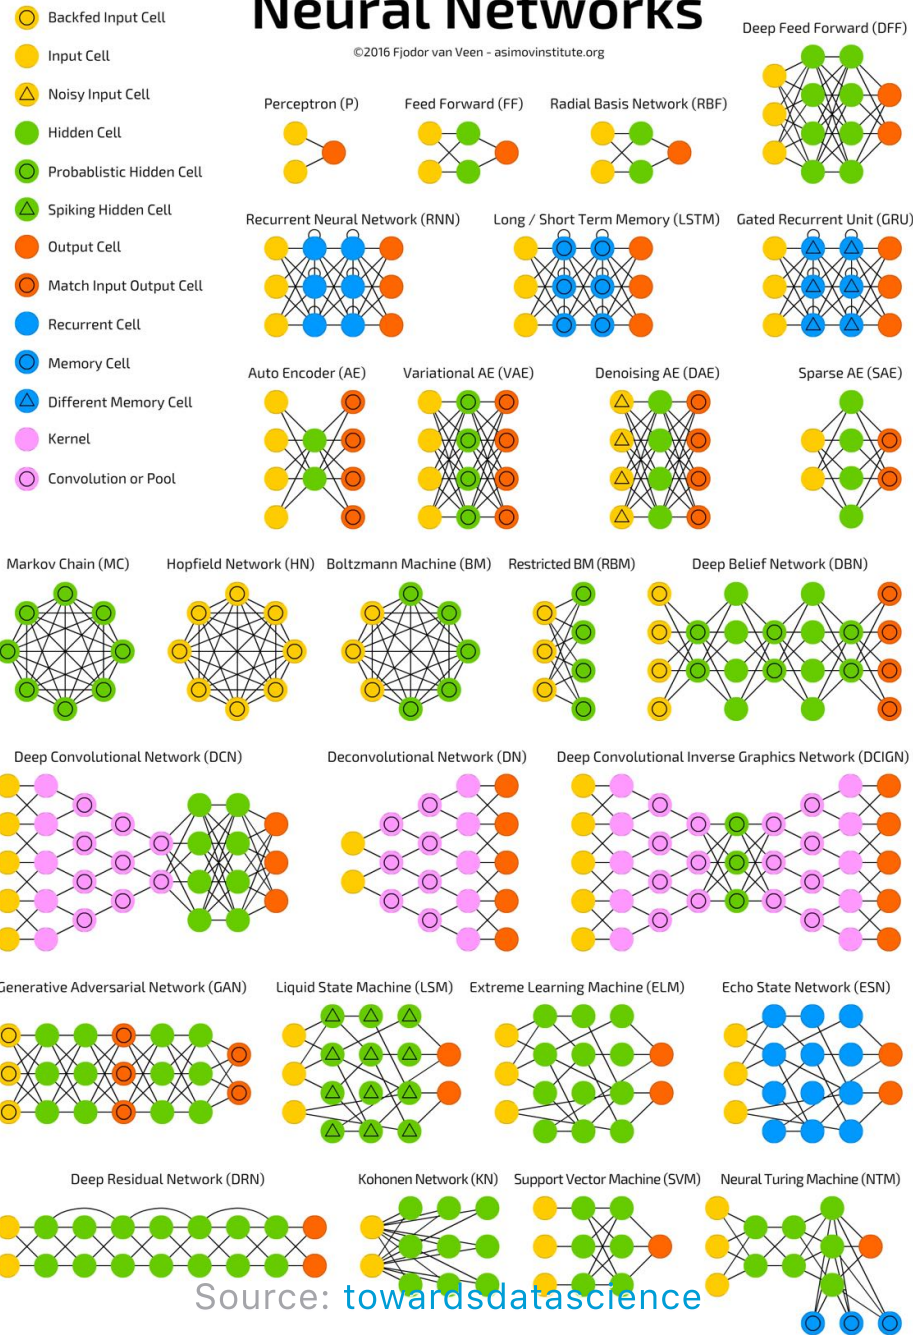 Neural Networks
©2016 Fjodor van Veen - asimovinstitute.org
Backfed Input Cell
Input Cell
Noisy Input Cell
Hidden Cell
Probablistic Hidden Cell
Spiking Hidden Cell
Output Cell
Match Input Output Cell
Recurrent Cell
Memory Cell
Different Memory Cell
Kernel
Convolution or Pool
Deep Feed Forward (DFF)
Perceptron (P)
Feed Forward (FF)
Radial Basis Network (RBF)
Recurrent Neural Network (RNN)
Long / Short Term Memory (LSTM)
Gated Recurrent Unit (GRU)
Auto Encoder (AE)
Variational AE (VAE)
Denoising AE (DAE)
Sparse AE (SAE)
Markov Chain (MC)
Hopfield Network (HN)
Boltzmann Machine (BM)
Restricted BM (RBM)
Deep Belief Network (DBN)
Deep Convolutional Network (DCN)
Deconvolutional Network (DN)
Deep Convolutional Inverse Graphics Network (DCIGN)
Generative Adversarial Network (GAN)
Liquid State Machine (LSM)
Extreme Learning Machine (ELM)
Echo State Network (ESN)
Deep Residual Network (DRN)
Kohonen Network (KN)
Support Vector Machine (SVM)
Neural Turing Machine (NTM)
Source: towardsdatascience